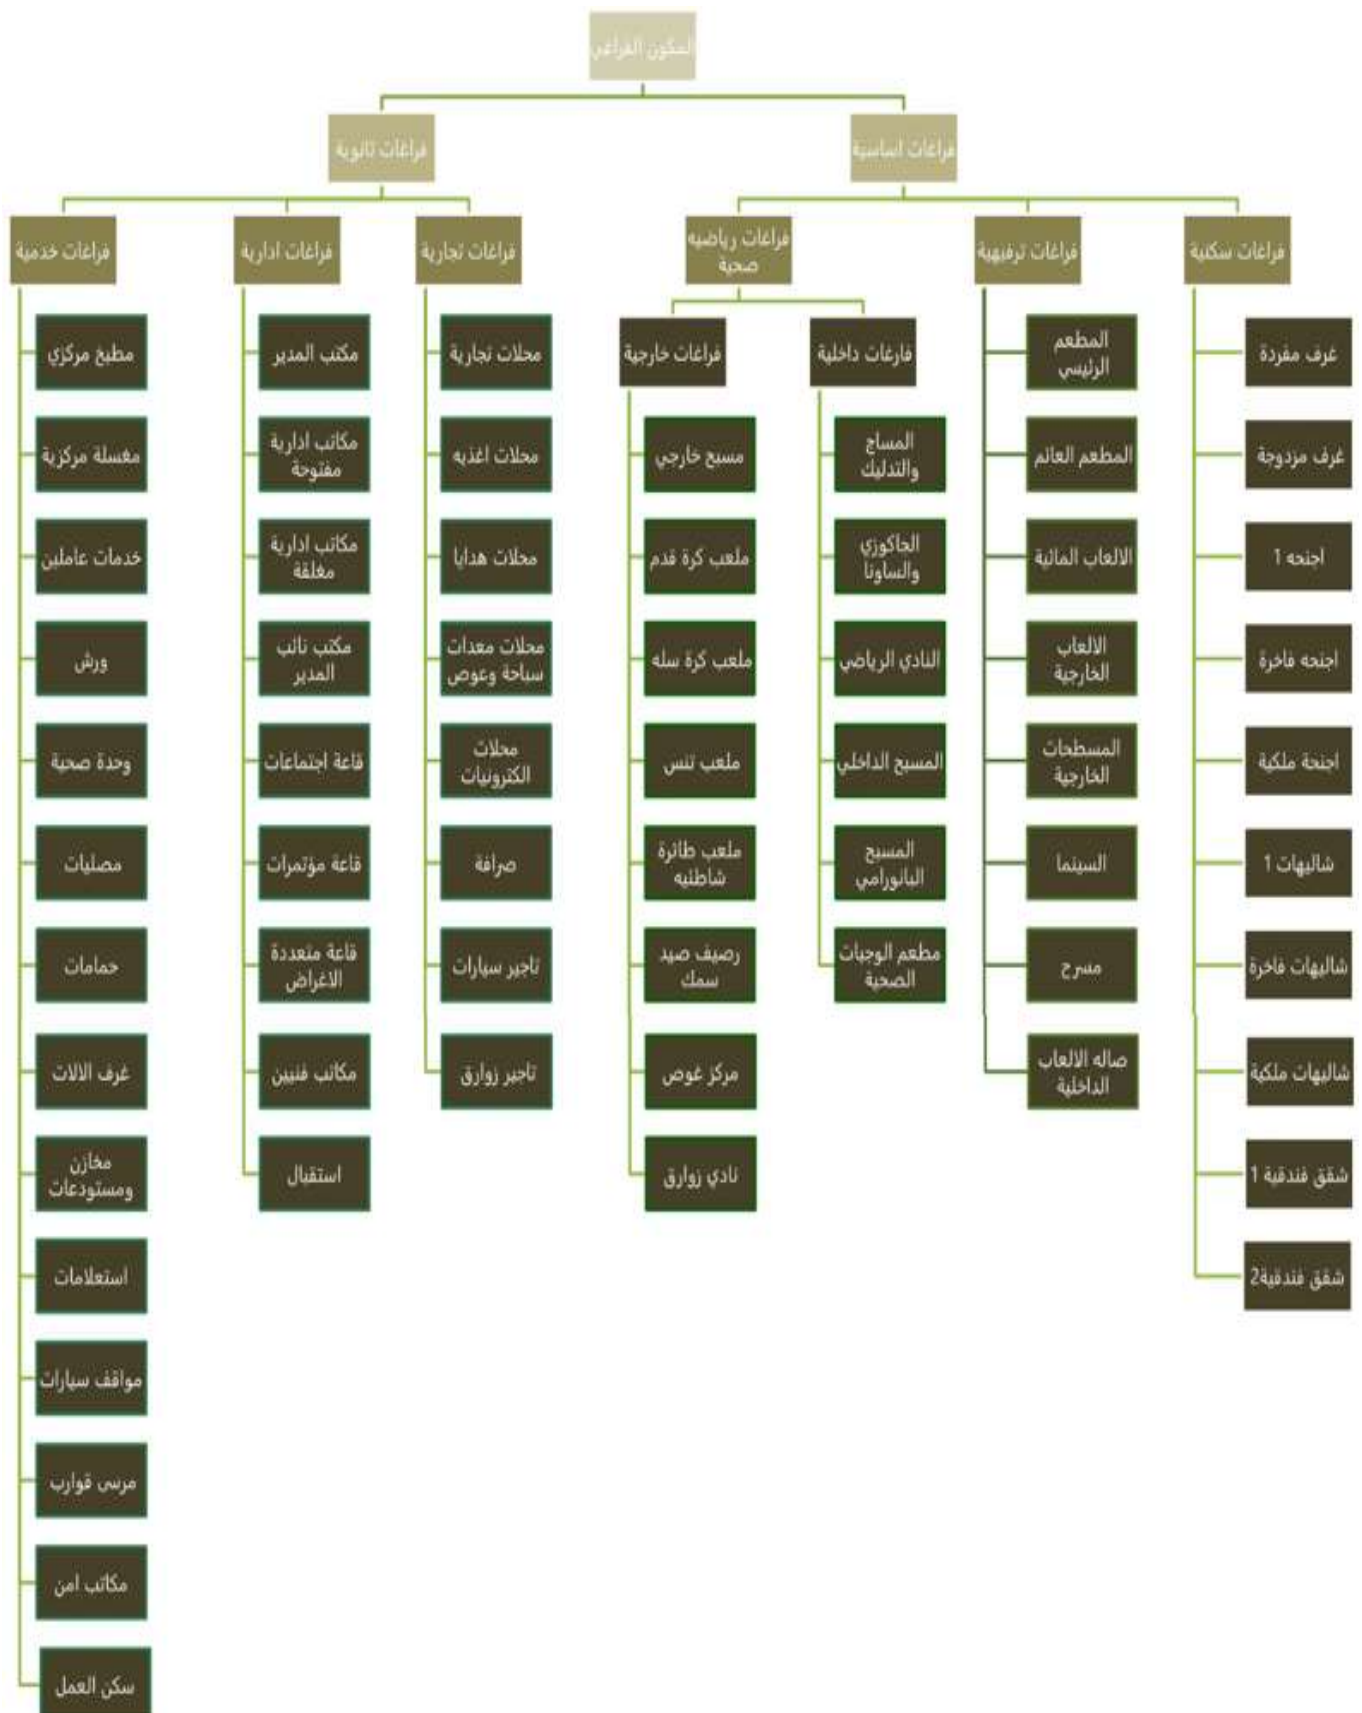 المكون الفراغي
فراغات اساسية
فراغات ثانوية
فراغات سكنية
فراغات ترفيهية
فراغات رياضيه
صحية
فراغات تجارية
فراغات ادارية
فراغات خدمية
غرف مفردة
غرف مزدوجة
اجنحه 1
اجنحه فاخرة
اجنحة ملكية
شاليهات 1
شاليهات فاخرة
شاليهات ملكية
شقق فندقية 1
شقق فندقية2
المطعم
الرئيسي
المطعم العائم
الالعاب المائية
الالعاب
الخارجية
المسطحات
الخارجية
السينما
مسرح
صاله الالعاب
الداخلية
فارغات داخلية
المساج
والتدليك
الجاكوزي
والساونا
النادي الرياضي
المسبح الداخلي
المسبح
البانورامي
مطعم الوجبات
الصحية
فراغات خارجية
مسبح خارجي
ملعب كرة قدم
ملعب كرة سله
ملعب تنس
ملعب طائرة
شاطئيه
رصيف صيد
سمك
مركز غوص
نادي زوارق
محلات تجارية
محلات اغذيه
محلات هدايا
محلات معدات
سباحة وغوص
محلات
الكترونيات
صرافة
تاجير سيارات
تاجير زوارق
مكتب المدير
مكاتب ادارية
مفتوحة
مكاتب ادارية
مغلقة
مكتب نائب
المدير
قاعة اجتماعات
قاعة مؤتمرات
قاعة متعددة
الاغراض
مكاتب فنيين
استقبال
مطبخ مركزي
مغسلة مركزية
خدمات عاملين
ورش
وحدة صحية
مصليات
حمامات
غرف الالات
مخازن
ومستودعات
استعلامات
مواقف سيارات
مرسى قوارب
مكاتب امن
سكن العمل